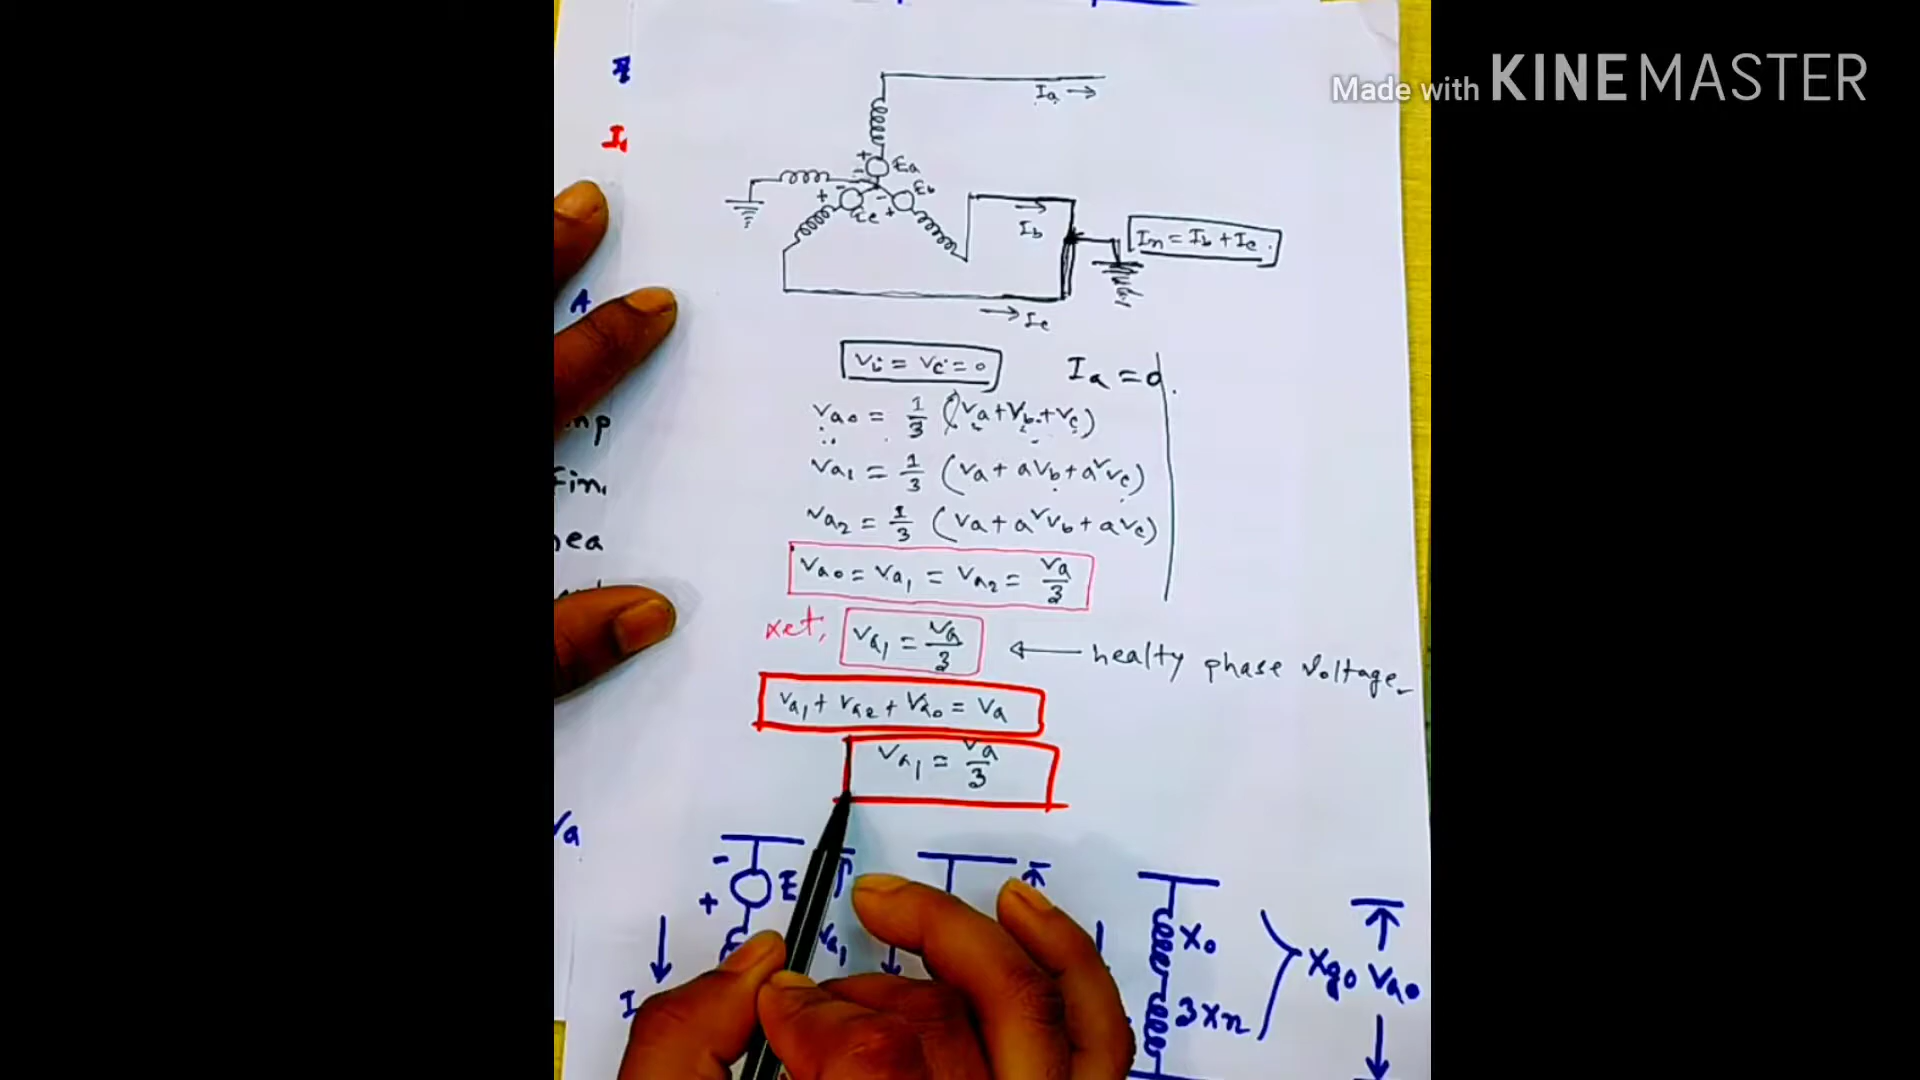 Made with KINEMASTER
Ia →
+
-
Ea
Eb
+
-
-
Ec
+
Ib
In = Ib + Ic.
→ Ic
Vb = Vc = 0
Ia = 0.
Va0 = 1/3 (Va + Vb + Vc)
Va1 = 1/3 (Va + aVb + a²Vc)
Va2 = 1/3 (Va + a²Vb + aVc)
Va0 = Va1 = Va2 = Va/3
Va1 = Va/3 ← healty phase voltage.
Va1 + Va2 + Va0 = Va
Va1 = Va/3
I
A
Va
-
+
E
Va1
I
X0
3Xn
Xg0 Va0